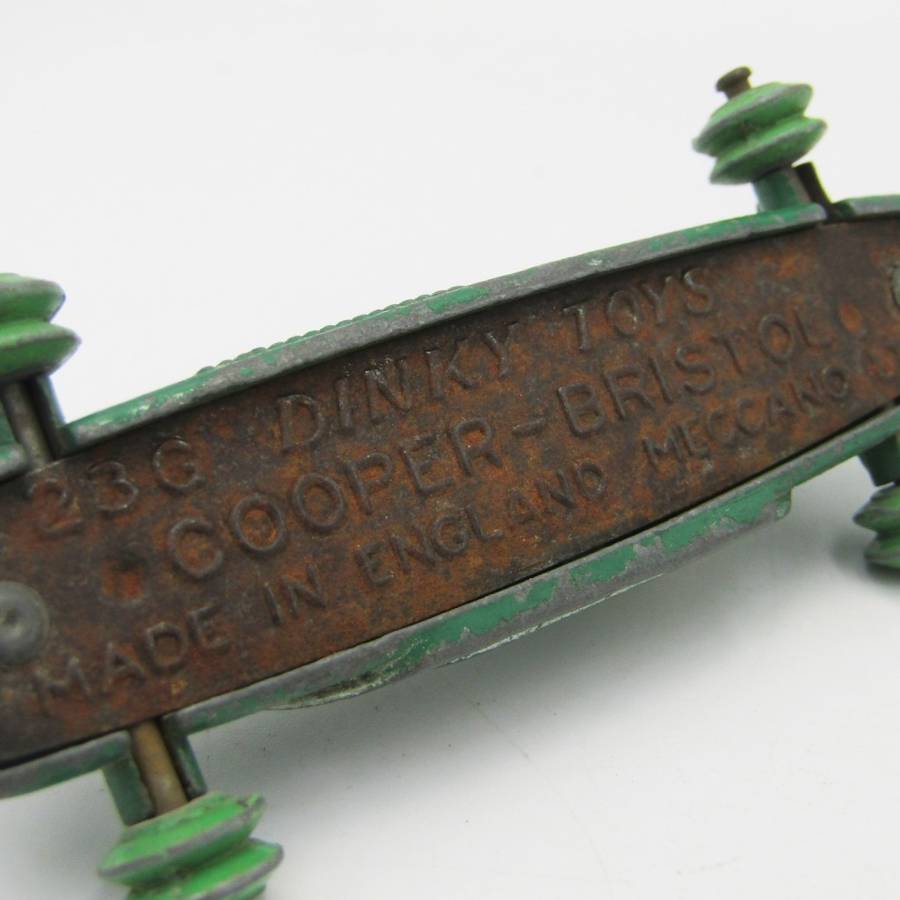 DINKY TOYS
23G COOPER-BRISTOL
MADE IN ENGLAND MECCANO